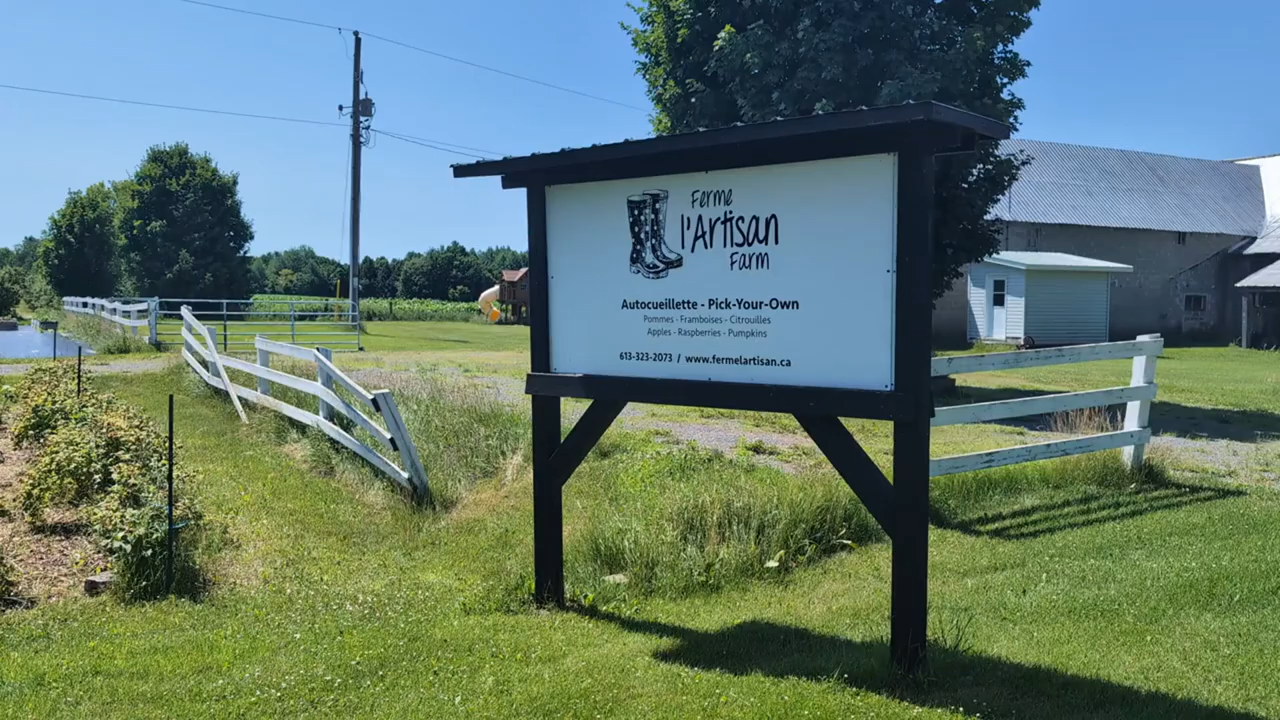 Ferme
l'Artisan
Farm
Autocueillette - Pick-Your-Own
Pommes - Framboises - Citrouilles
Apples - Raspberries - Pumpkins
613-323-2073 / www.fermelartisan.ca